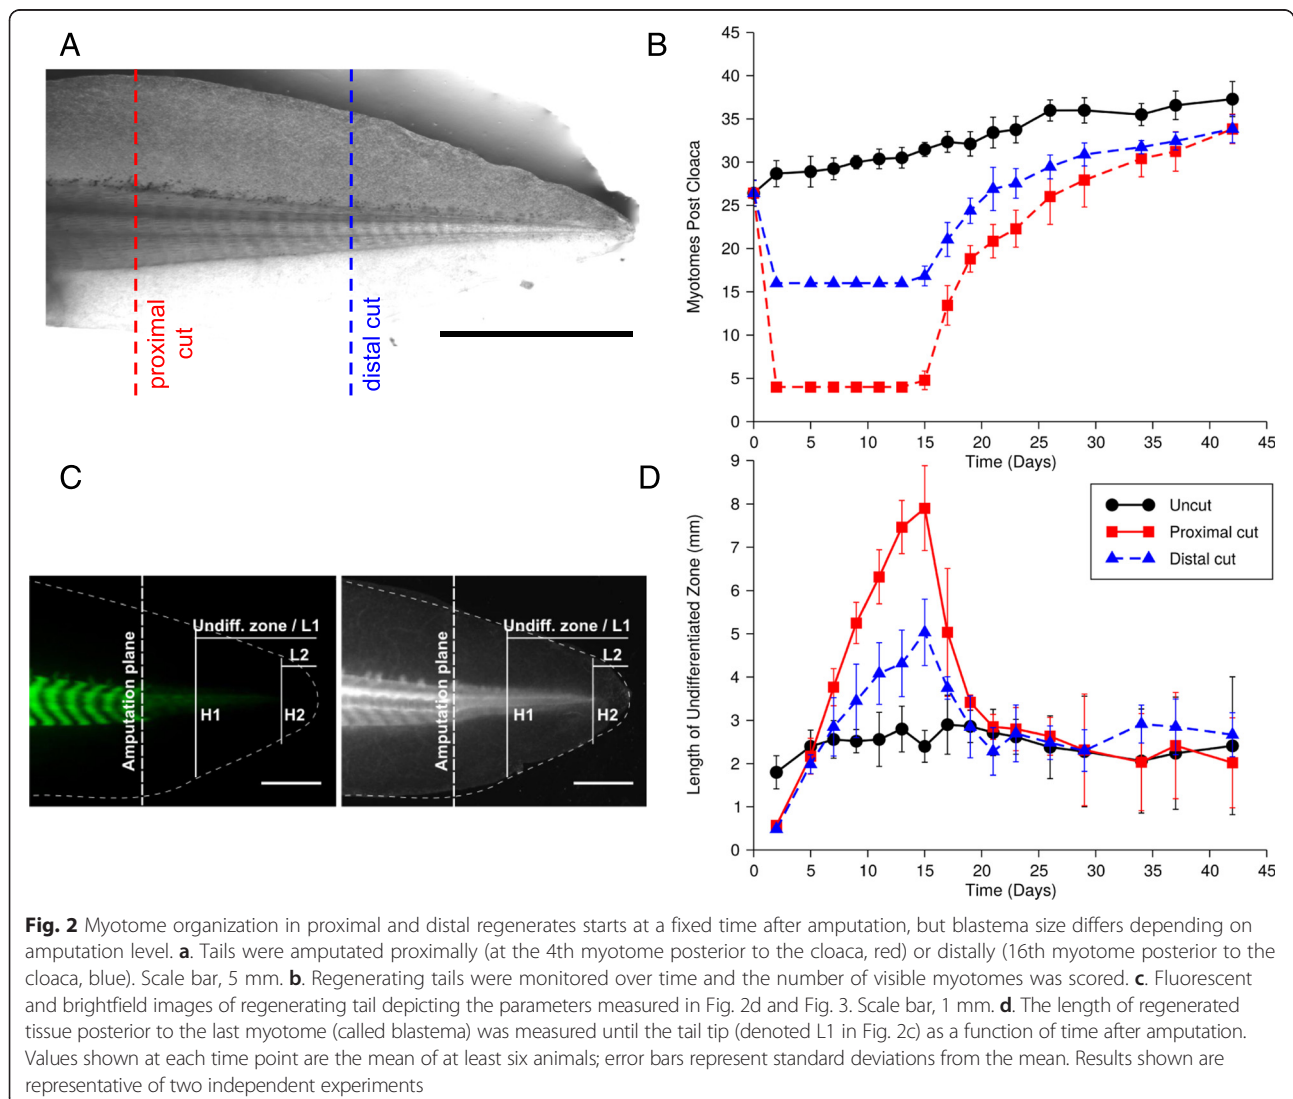 A
proximal
cut
distal cut
B
45
40
35
30
25
20
15
10
5
0
Myotomes Post Cloaca
0 5 10 15 20 25 30 35 40 45
Time (Days)
C
Amputation plane
Undiff. zone / L1
L2
H1
H2
Amputation plane
Undiff. zone / L1
L2
H1
H2
D
9
8
7
6
5
4
3
2
1
0
Length of Undifferentiated Zone (mm)
0 5 10 15 20 25 30 35 40 45
Time (Days)
Uncut
Proximal cut
Distal cut
Fig. 2 Myotome organization in proximal and distal regenerates starts at a fixed time after amputation, but blastema size differs depending on
amputation level. a. Tails were amputated proximally (at the 4th myotome posterior to the cloaca, red) or distally (16th myotome posterior to the
cloaca, blue). Scale bar, 5 mm. b. Regenerating tails were monitored over time and the number of visible myotomes was scored. c. Fluorescent
and brightfield images of regenerating tail depicting the parameters measured in Fig. 2d and Fig. 3. Scale bar, 1 mm. d. The length of regenerated
tissue posterior to the last myotome (called blastema) was measured until the tail tip (denoted L1 in Fig. 2c) as a function of time after amputation.
Values shown at each time point are the mean of at least six animals; error bars represent standard deviations from the mean. Results shown are
representative of two independent experiments